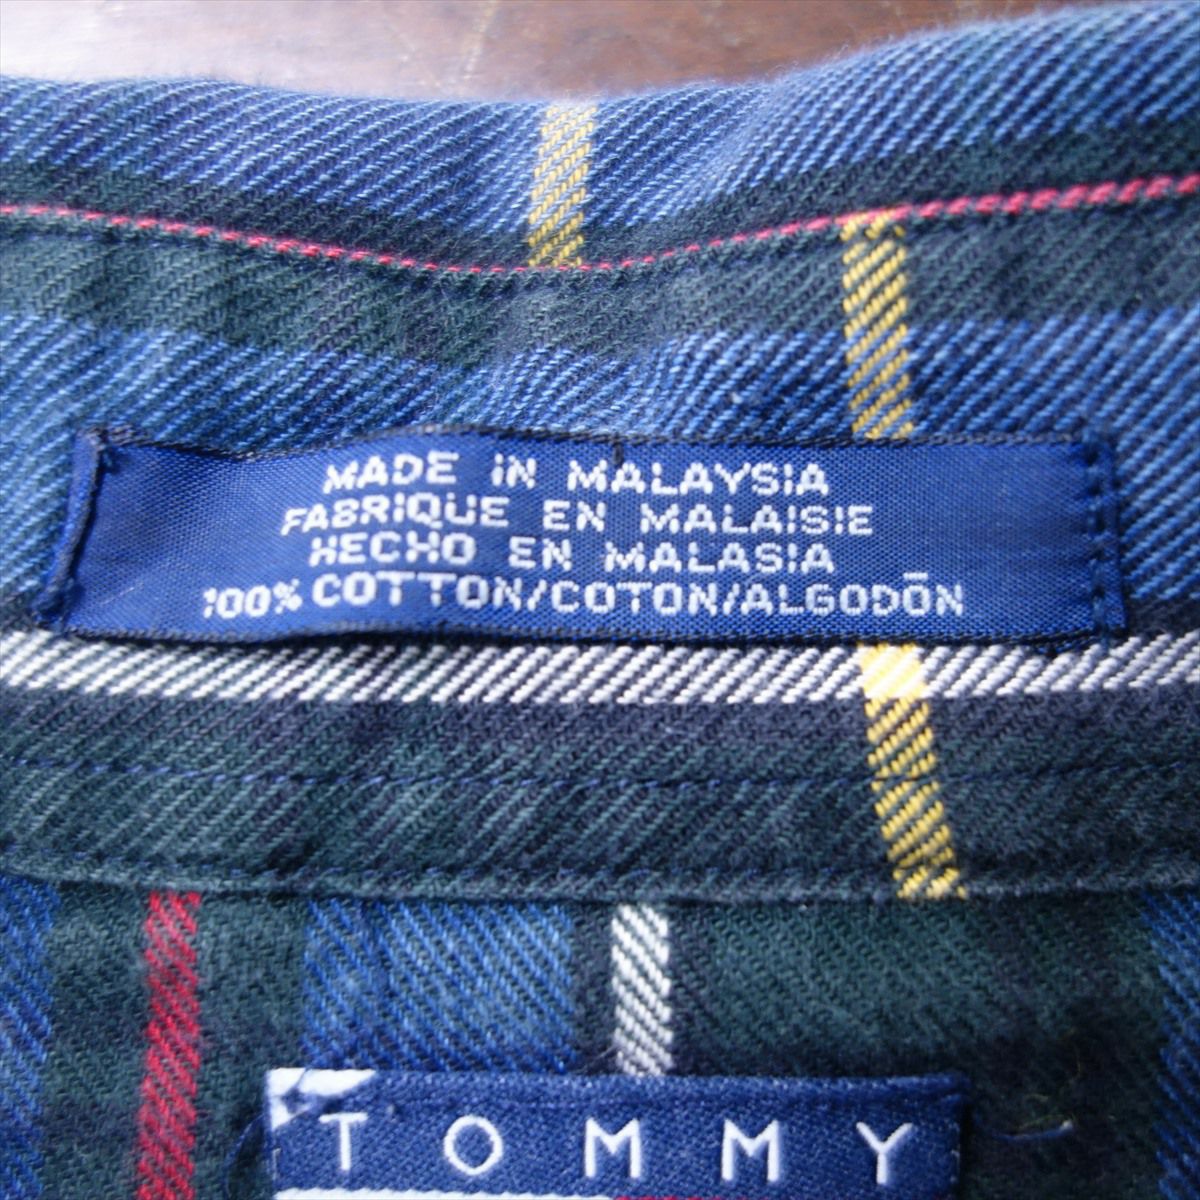 MADE IN MALAYSIA
FABRIQUE EN MALAISIE
HECHO EN MALASIA
100% COTTON/COTON/ALGODŌN
TOMMY